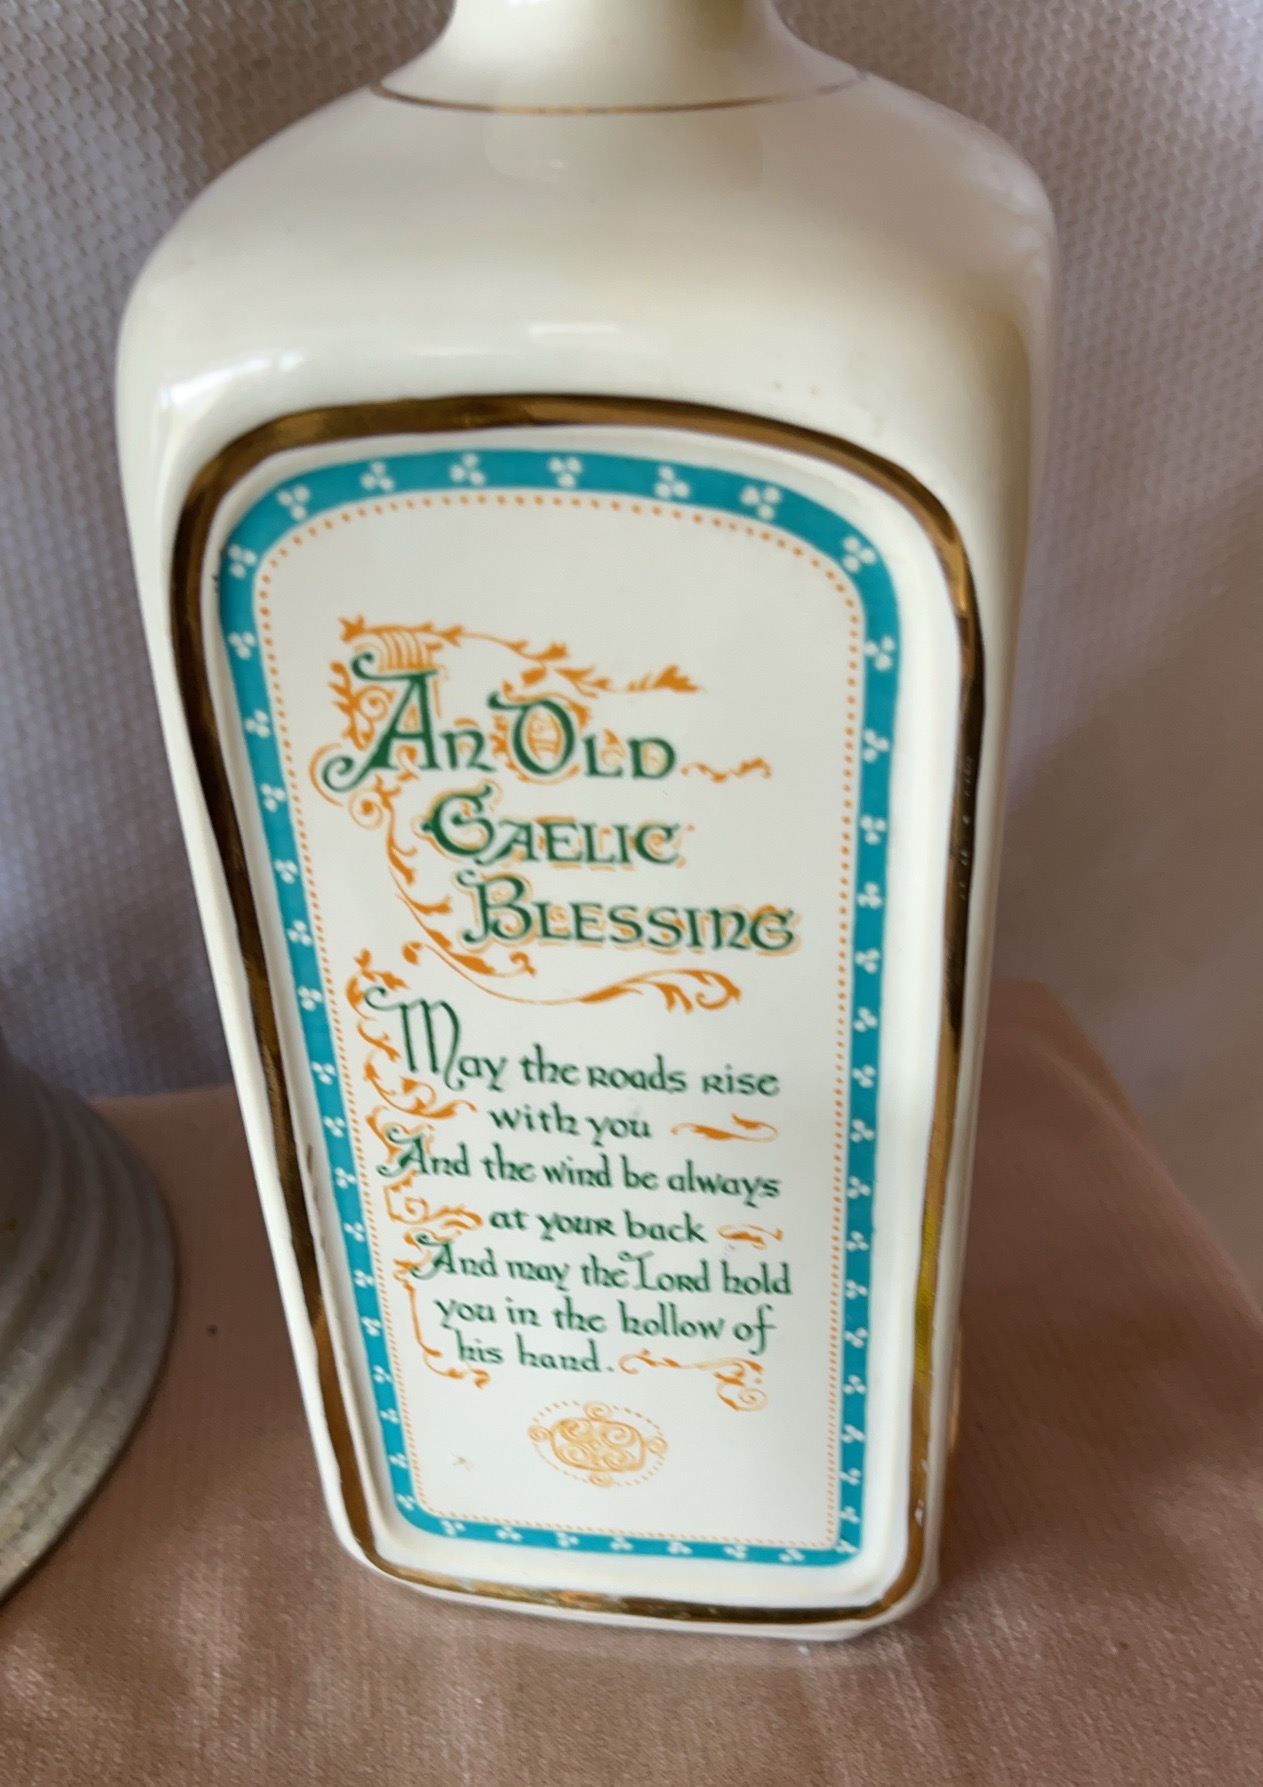 An Old
Gaelic
Blessing
May the roads rise
with you
And the wind be always
at your back
And may the Lord hold
you in the hollow of
his hand.